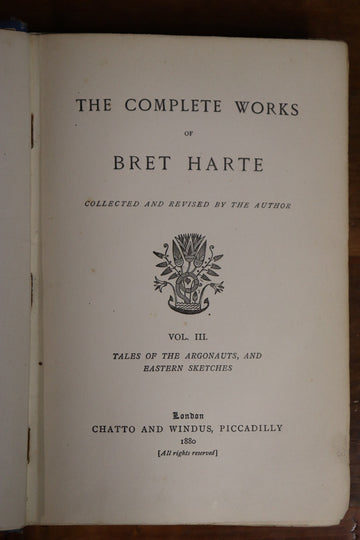 THE COMPLETE WORKS
OF
BRET HARTE
COLLECTED AND REVISED BY THE AUTHOR
VOL. III.
TALES OF THE ARGONAUTS, AND
EASTERN SKETCHES
London
CHATTO AND WINDUS, PICCADILLY
1880
[All rights reserved]